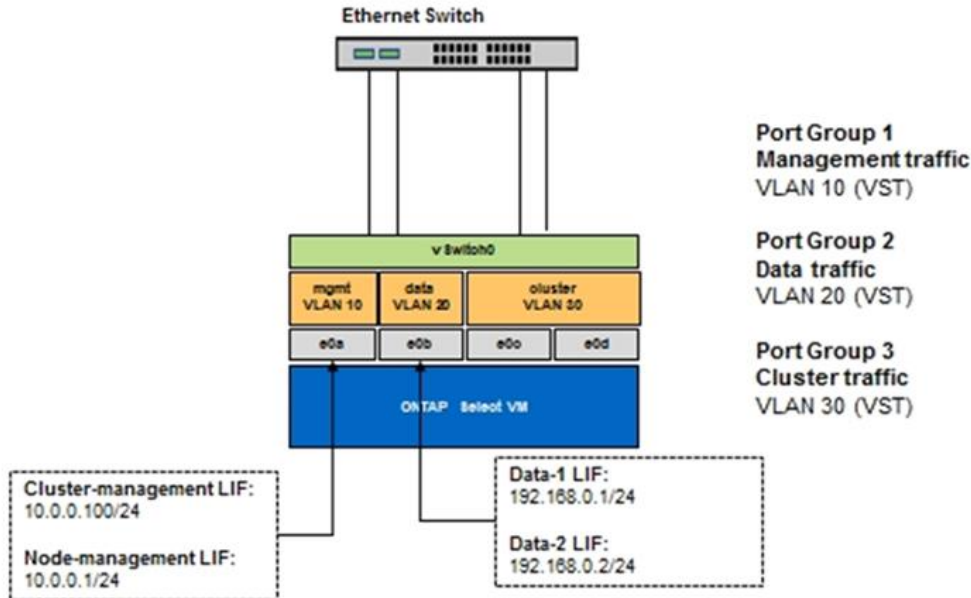 Ethernet Switch
Port Group 1
Management traffic
VLAN 10 (VST)
Port Group 2
Data traffic
VLAN 20 (VST)
Port Group 3
Cluster traffic
VLAN 30 (VST)
vSwitch0
mgmt
VLAN 10
data
VLAN 20
cluster
VLAN 30
e0a
e0b
e0c
e0d
ONTAP Select VM
Cluster-management LIF:
10.0.0.100/24
Node-management LIF:
10.0.0.1/24
Data-1 LIF:
192.168.0.1/24
Data-2 LIF:
192.168.0.2/24